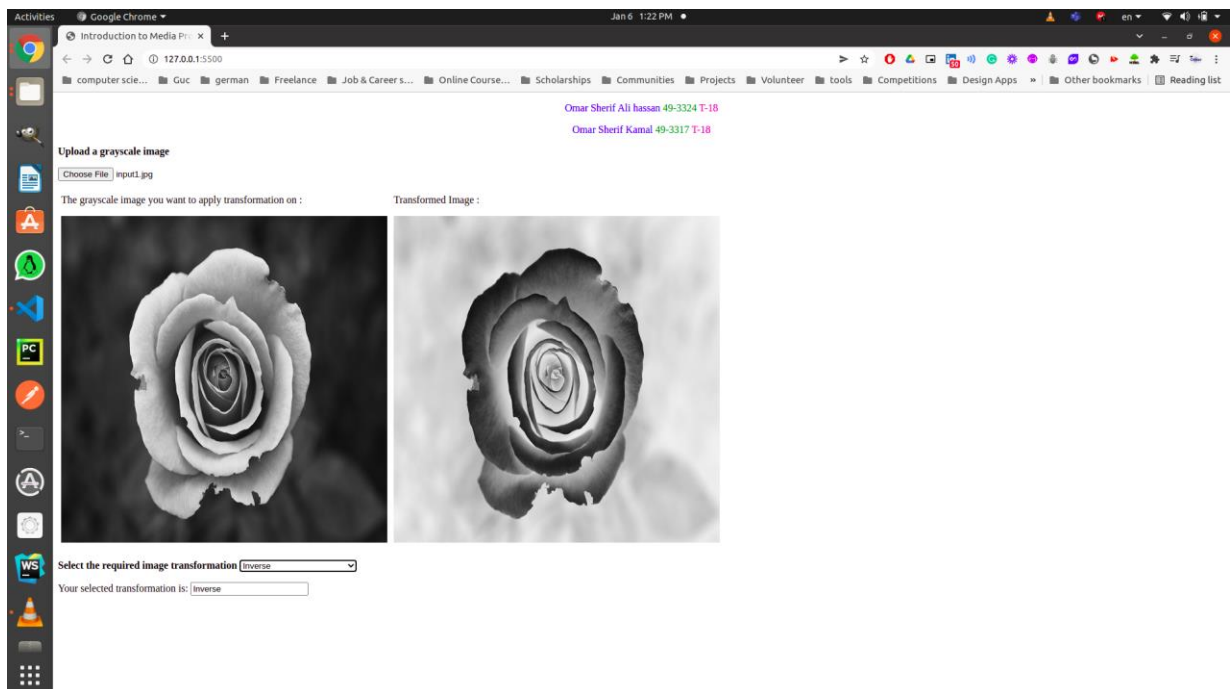 Activities Google Chrome Jan 6 1:22 PM en
Introduction to Media Pr
127.0.0.1:5500
computer scie... Guc german Freelance Job & Career s... Online Course... Scholarships Communities Projects Volunteer tools Competitions Design Apps » Other bookmarks Reading list
Omar Sherif Ali hassan 49-3324 T-18
Omar Sherif Kamal 49-3317 T-18
Upload a grayscale image
Choose File input1.jpg
The grayscale image you want to apply transformation on : Transformed Image :
PC
WS
Select the required image transformation Inverse
Your selected transformation is: Inverse